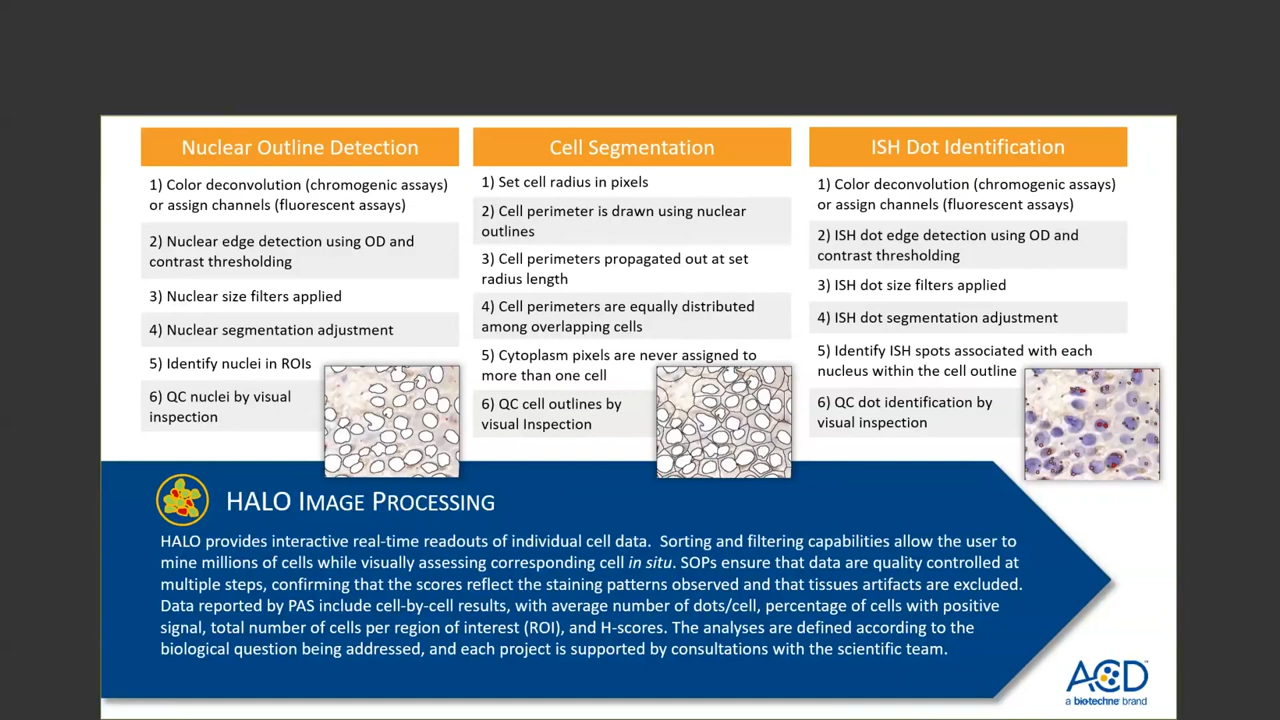 Nuclear Outline Detection
1) Color deconvolution (chromogenic assays)
or assign channels (fluorescent assays)
2) Nuclear edge detection using OD and
contrast thresholding
3) Nuclear size filters applied
4) Nuclear segmentation adjustment
5) Identify nuclei in ROIs
6) QC nuclei by visual
inspection
Cell Segmentation
1) Set cell radius in pixels
2) Cell perimeter is drawn using nuclear
outlines
3) Cell perimeters propagated out at set
radius length
4) Cell perimeters are equally distributed
among overlapping cells
5) Cytoplasm pixels are never assigned to
more than one cell
6) QC cell outlines by
visual Inspection
ISH Dot Identification
1) Color deconvolution (chromogenic assays)
or assign channels (fluorescent assays)
2) ISH dot edge detection using OD and
contrast thresholding
3) ISH dot size filters applied
4) ISH dot segmentation adjustment
5) Identify ISH spots associated with each
nucleus within the cell outline
6) QC dot identification by
visual inspection
HALO IMAGE PROCESSING
HALO provides interactive real-time readouts of individual cell data. Sorting and filtering capabilities allow the user to
mine millions of cells while visually assessing corresponding cell in situ. SOPs ensure that data are quality controlled at
multiple steps, confirming that the scores reflect the staining patterns observed and that tissues artifacts are excluded.
Data reported by PAS include cell-by-cell results, with average number of dots/cell, percentage of cells with positive
signal, total number of cells per region of interest (ROI), and H-scores. The analyses are defined according to the
biological question being addressed, and each project is supported by consultations with the scientific team.
ACD
a biotechne brand